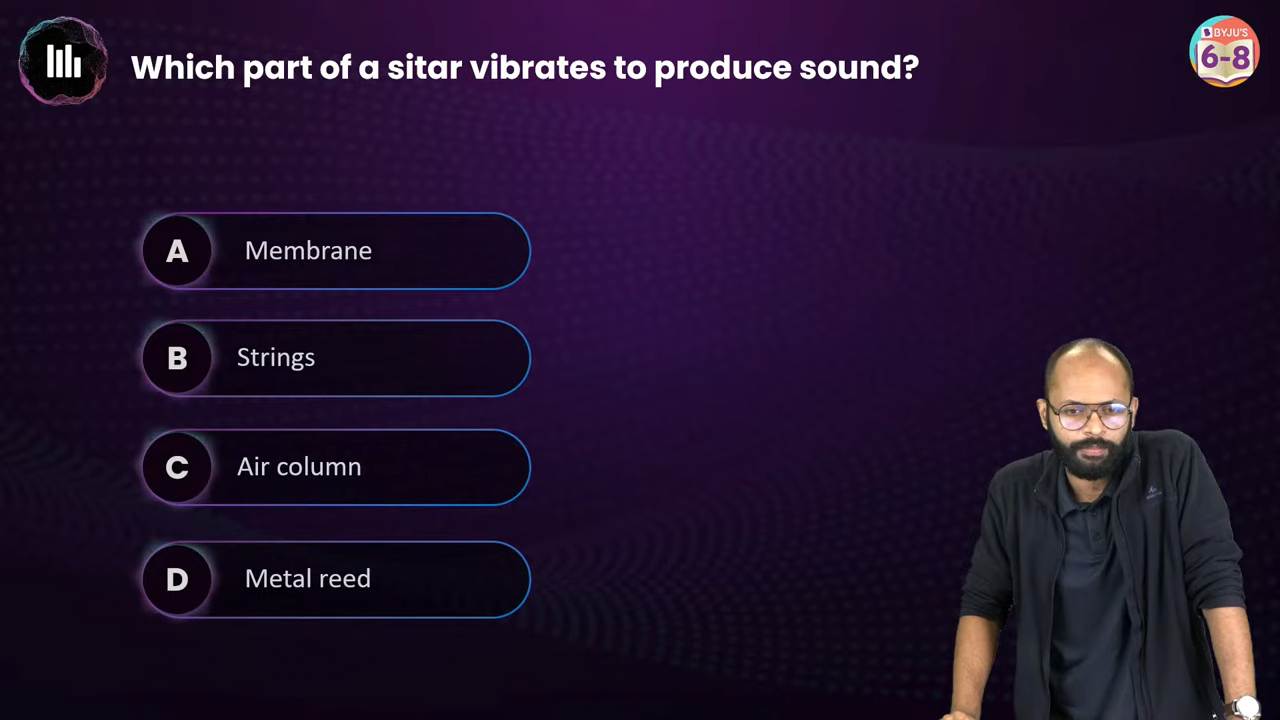 Which part of a sitar vibrates to produce sound?
BYJU'S
6-8
A Membrane
B Strings
C Air column
D Metal reed